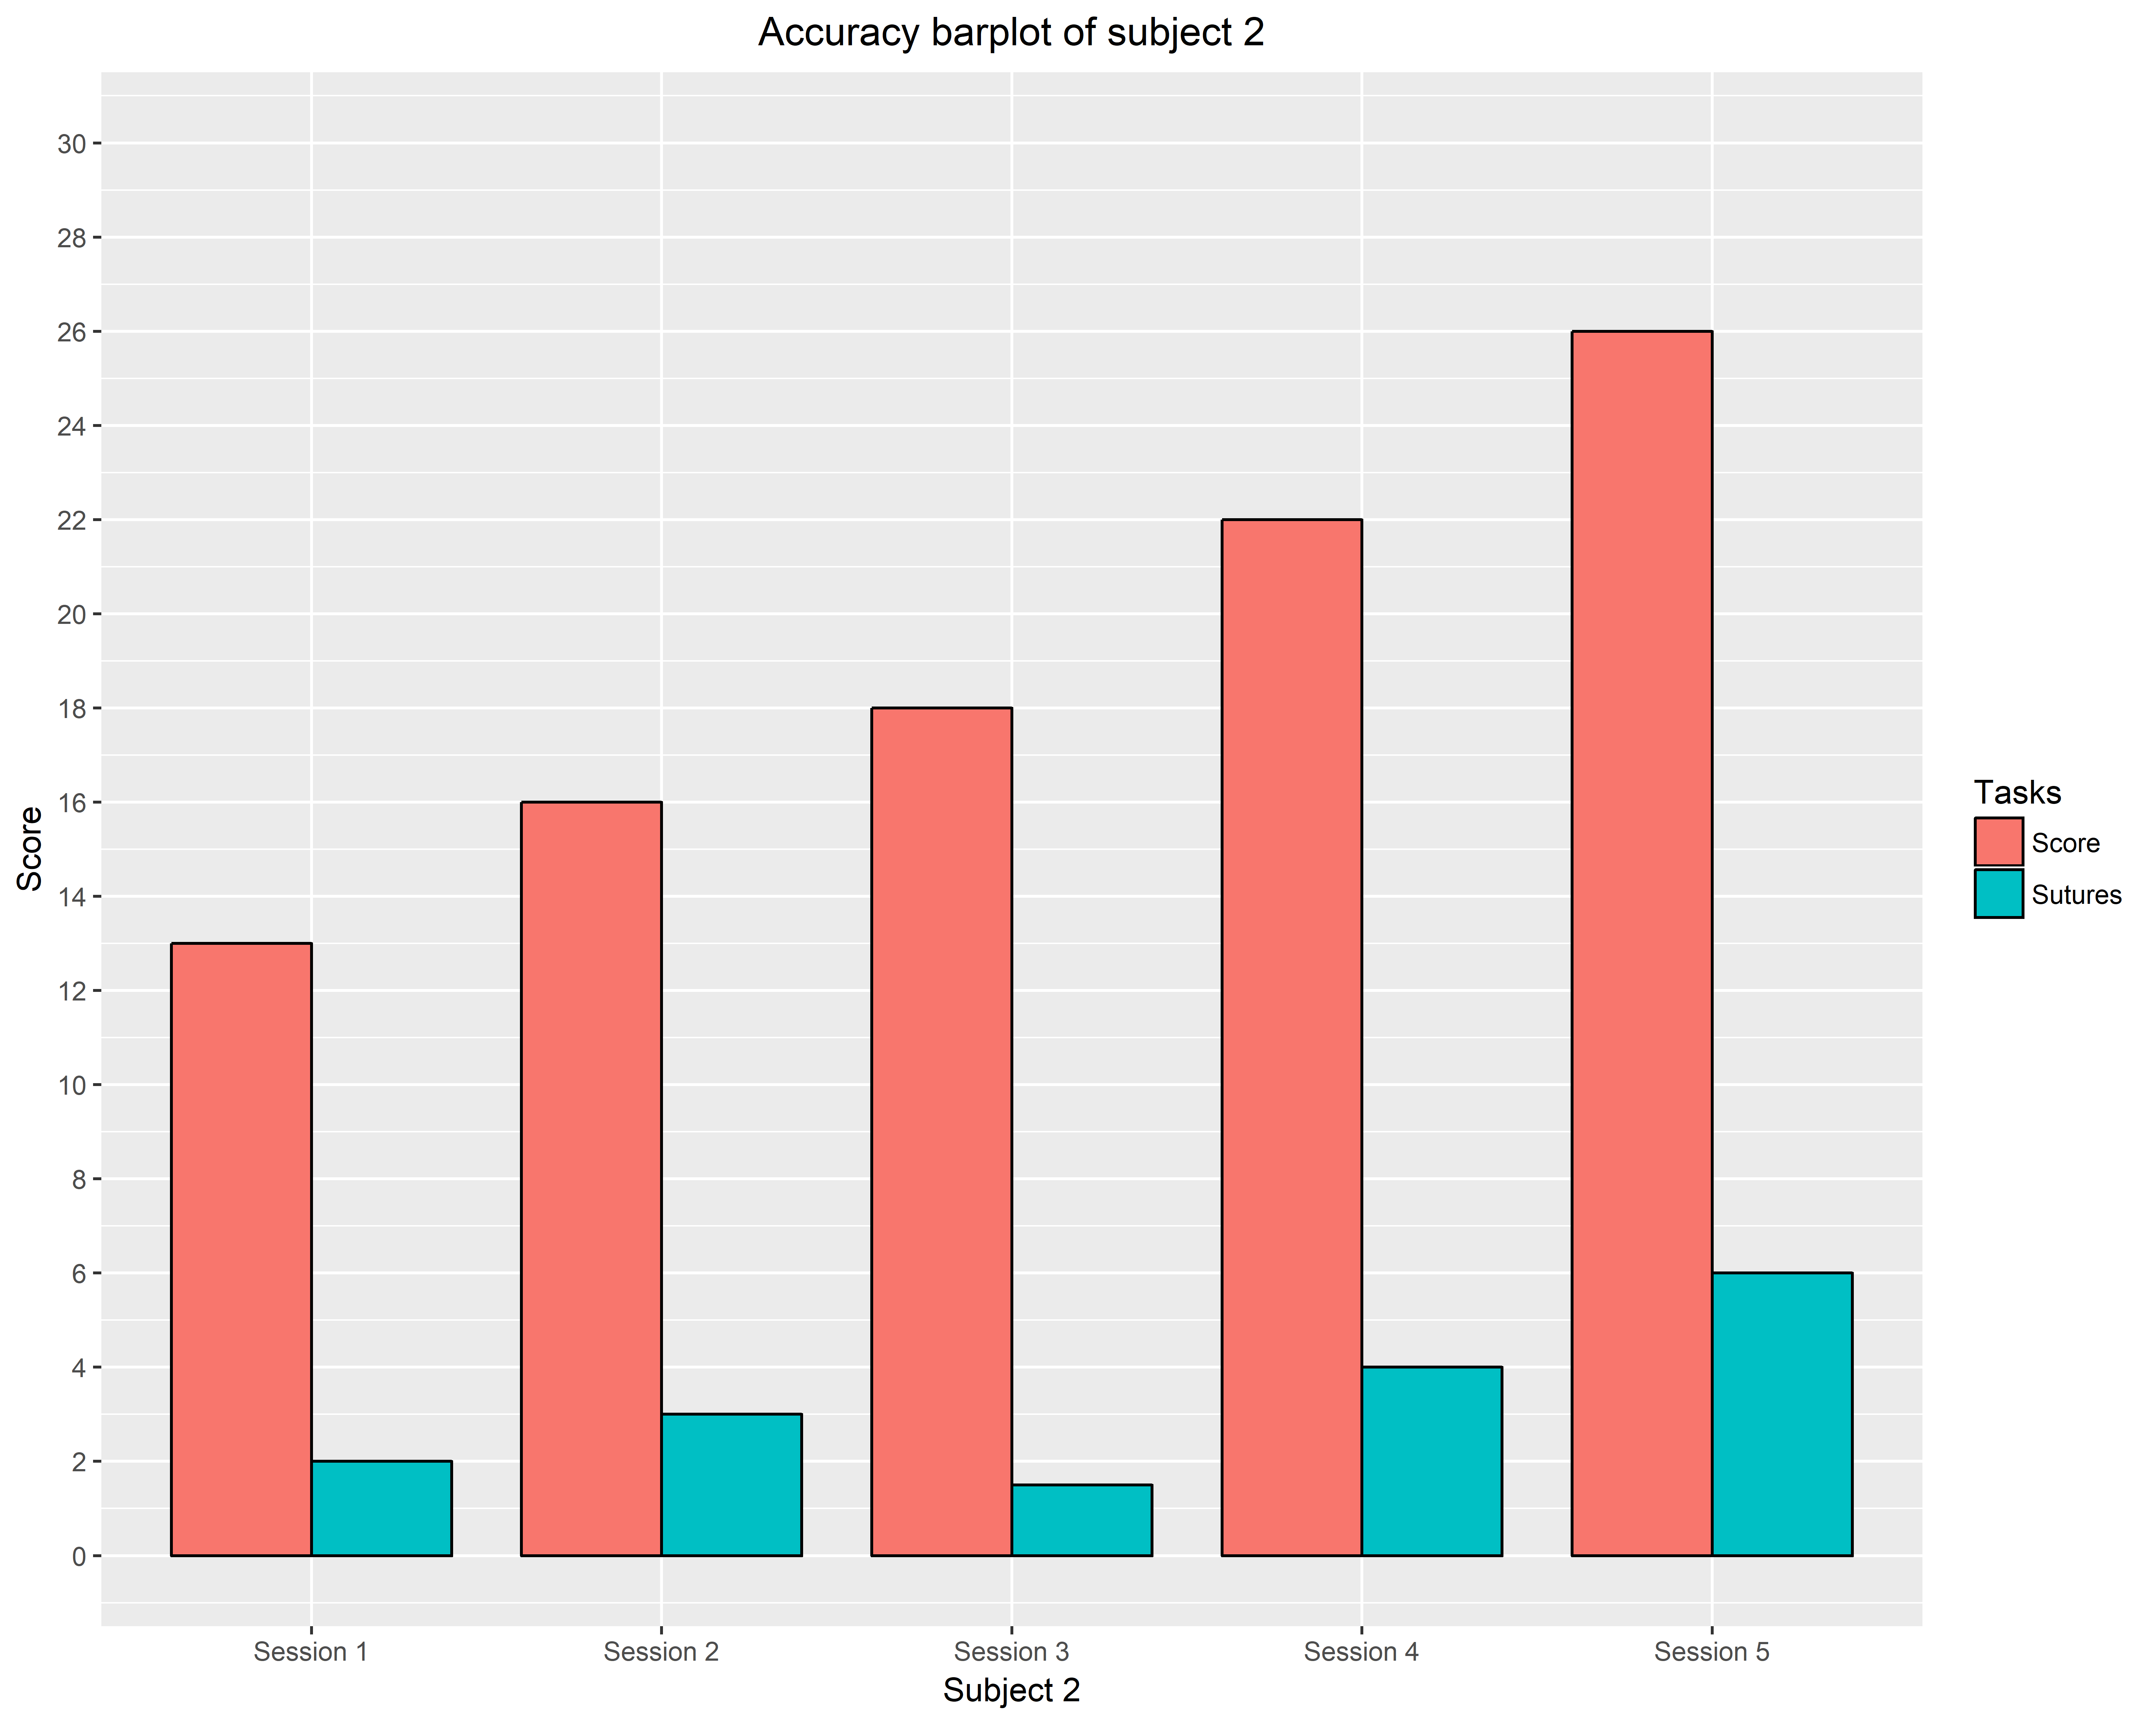 Accuracy barplot of subject 2
30
28
26
24
22
20
18
16
14
12
10
8
6
4
2
0
Score
Session 1
Session 2
Session 3
Session 4
Session 5
Subject 2
Tasks
Score
Sutures